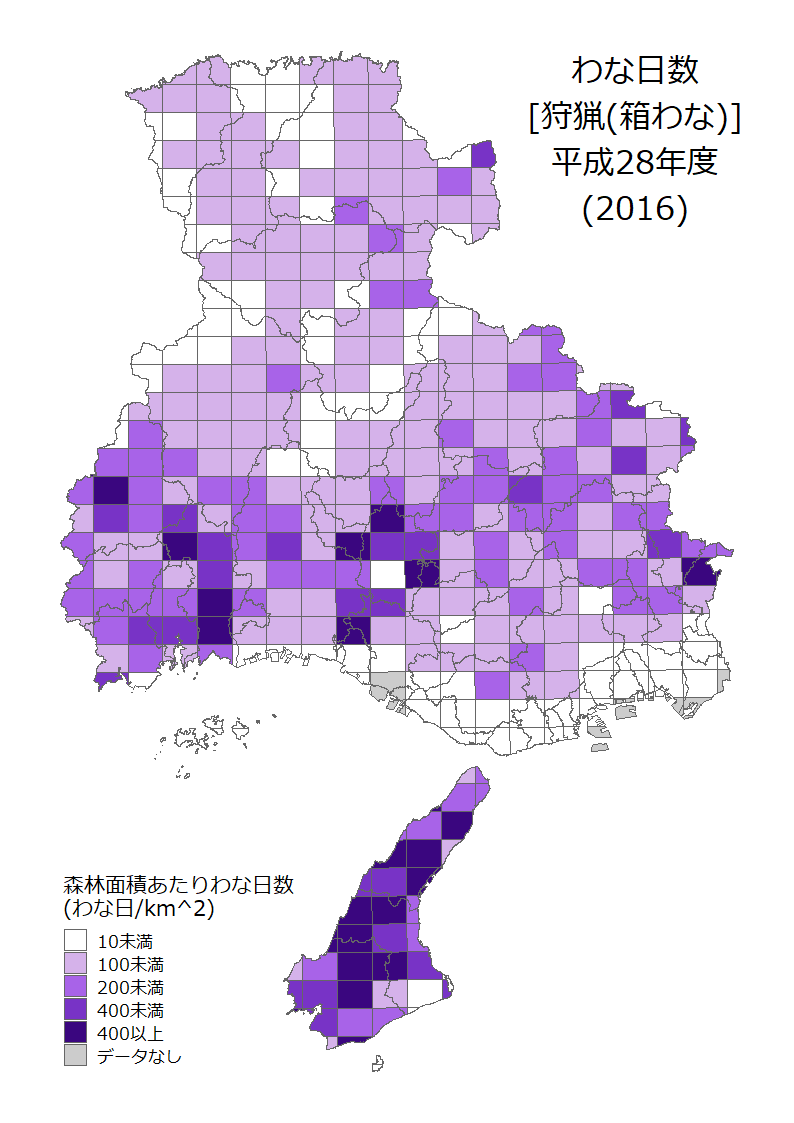 わな日数
[狩猟(箱わな)]
平成28年度
(2016)
森林面積あたりわな日数
(わな日/km^2)
10未満
100未満
200未満
400未満
400以上
データなし